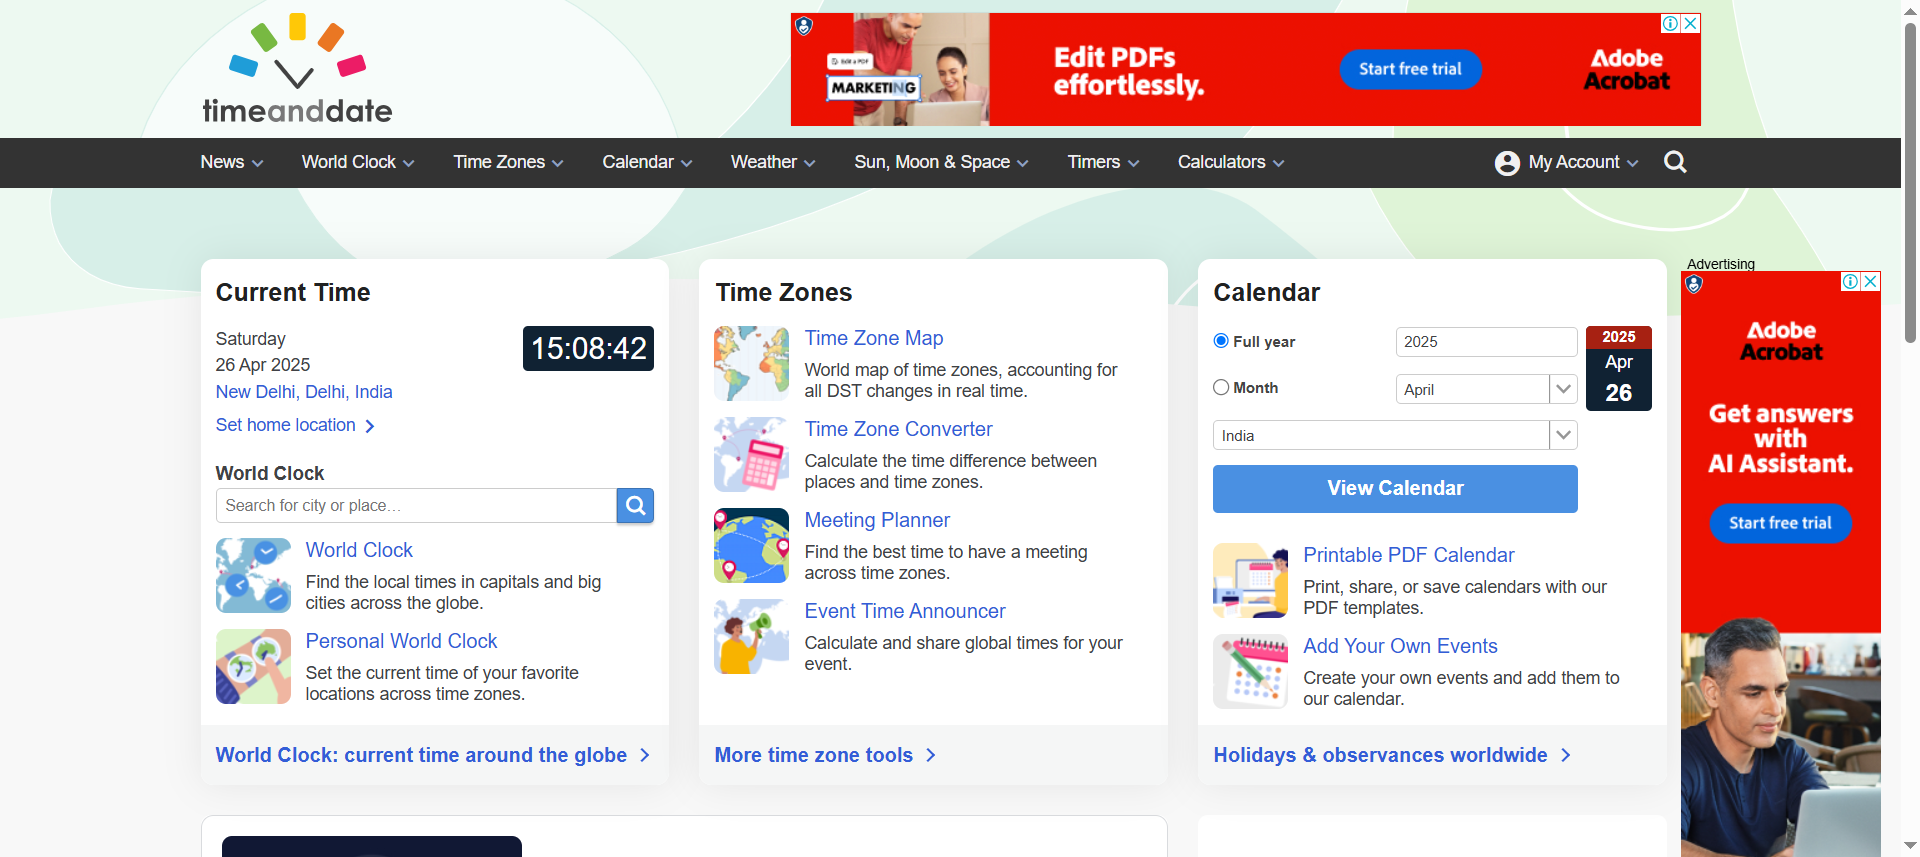 timeanddate
Edit a PDF
MARKETING
Edit PDFs
effortlessly.
Start free trial
Adobe
Acrobat
News
World Clock
Time Zones
Calendar
Weather
Sun, Moon & Space
Timers
Calculators
My Account
Current Time
Saturday
26 Apr 2025
New Delhi, Delhi, India
Set home location
15:08:42
World Clock
Search for city or place...
World Clock
Find the local times in capitals and big
cities across the globe.
Personal World Clock
Set the current time of your favorite
locations across time zones.
World Clock: current time around the globe
Time Zones
Time Zone Map
World map of time zones, accounting for
all DST changes in real time.
Time Zone Converter
Calculate the time difference between
places and time zones.
Meeting Planner
Find the best time to have a meeting
across time zones.
Event Time Announcer
Calculate and share global times for your
event.
More time zone tools
Calendar
Full year
2025
Month
April
India
2025
Apr
26
View Calendar
Printable PDF Calendar
Print, share, or save calendars with our
PDF templates.
Add Your Own Events
Create your own events and add them to
our calendar.
Holidays & observances worldwide
Advertising
Adobe
Acrobat
Get answers
with
AI Assistant.
Start free trial